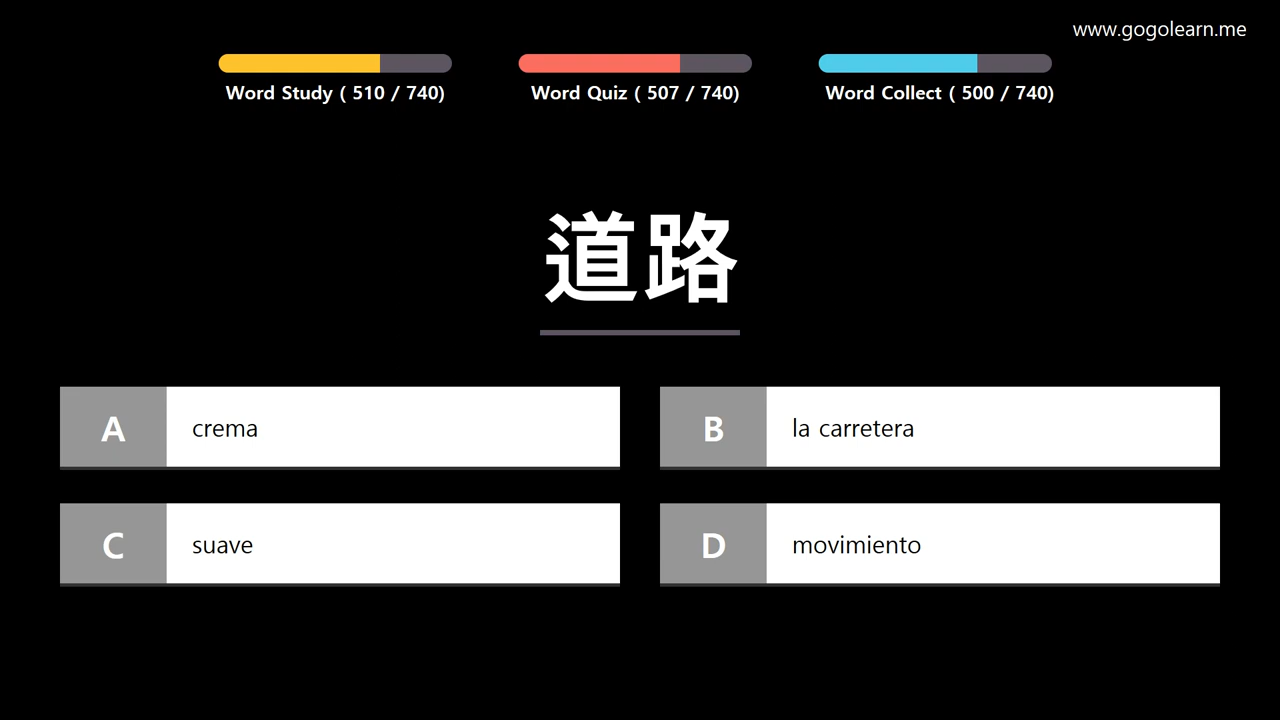 www.gogolearn.me
Word Study ( 510 / 740)
Word Quiz ( 507 / 740)
Word Collect ( 500 / 740)
道路
A crema
B la carretera
C suave
D movimiento